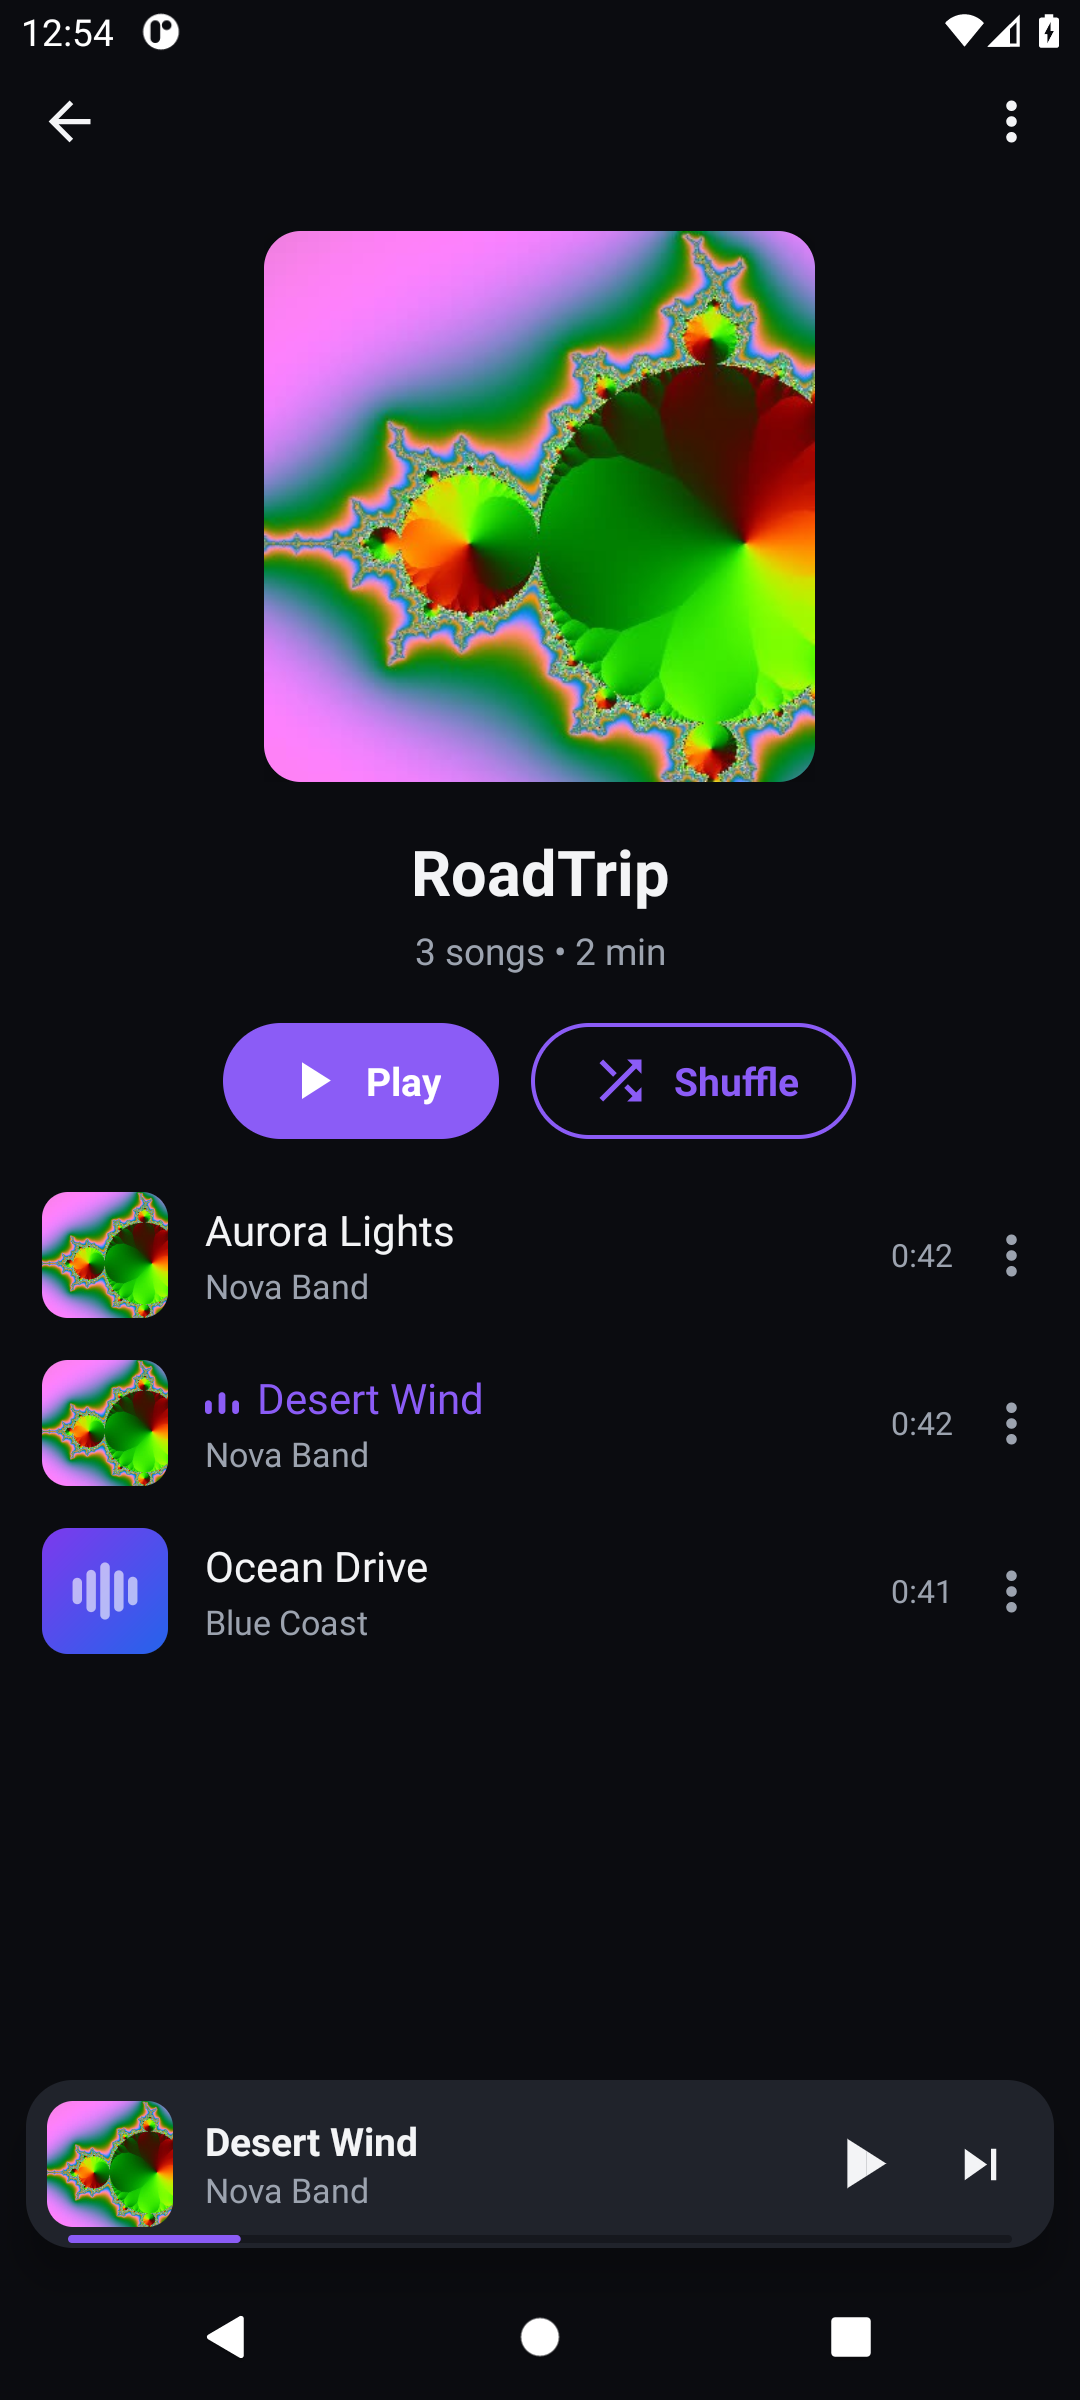 12:54
RoadTrip
3 songs • 2 min
Play
Shuffle
Aurora Lights
Nova Band
0:42
Desert Wind
Nova Band
0:42
Ocean Drive
Blue Coast
0:41
Desert Wind
Nova Band